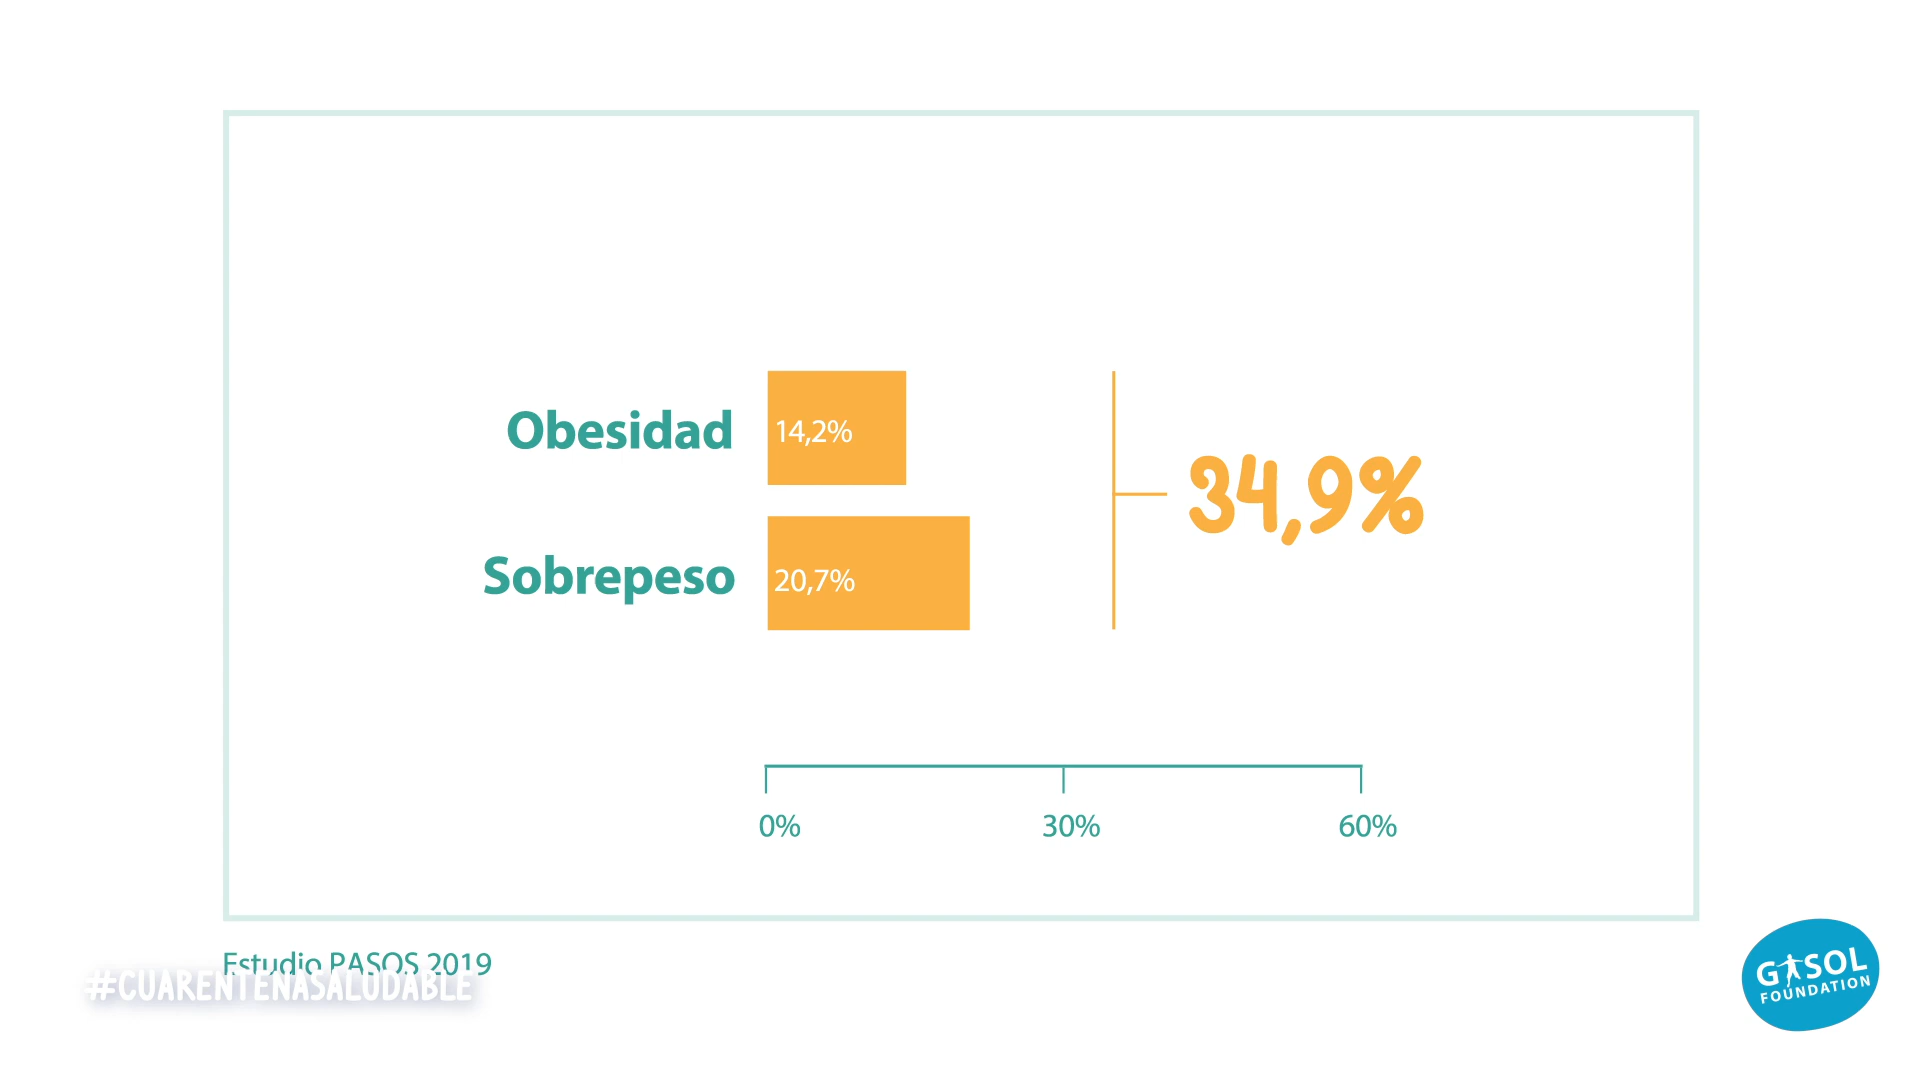 Obesidad
14,2%
34,9%
Sobrepeso
20,7%
0%
30%
60%
Estudio PASOS 2019
#CUARENTENASALUDABLE
GASOL
FOUNDATION